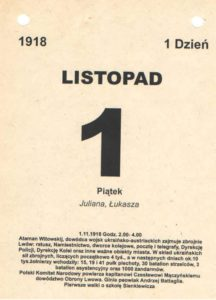 1918
1 Dzień
LISTOPAD
1
Piątek
Juliana, Łukasza
1.11.1918 Godz. 2.00- 4.00
Ataman Witowskij, dowódca wojsk ukraińsko-austriackich zajmuje zbrojnie
Lwów: ratusz, Namiestnictwo, dworce kolejowe, pocztę i telegrafy, Dyrekcję
Policji, Dyrekcję Kolei oraz ważne obiekty miasta. W skład ukraińskich
sił zbrojnych, liczących początkowo 4 tys., a w następnych dniach ok.10
tys.żołnierzy wchodziły: 15, 19 i 41 pułk piechoty, 30 batalion strzelców, 3
batalion asystencyjny oraz 1000 żandarmów.
Polski Komitet Narodowy powierza kapitanowi Czesławowi Mączyńskiemu
dowództwo Obrony Lwowa. Ginie powstań Andrzej Battaglia.
Pierwsze walki o szkołę Sienkiewicza